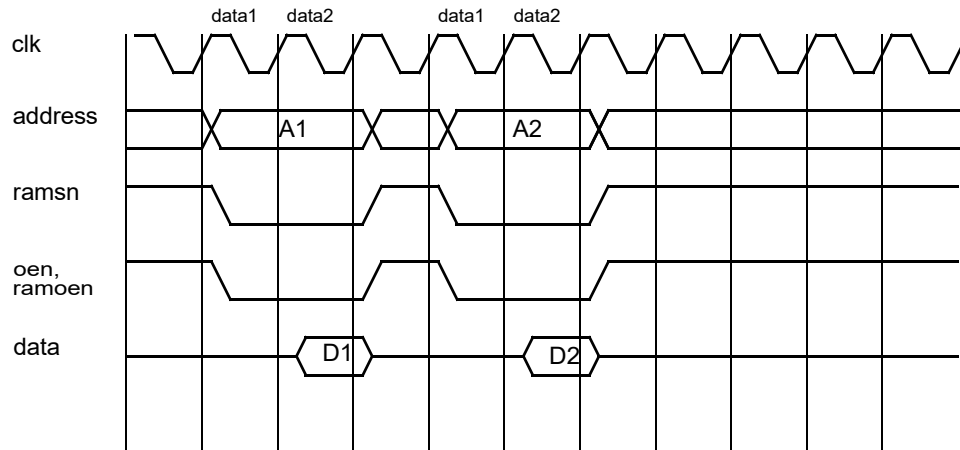 data1 data2 data1 data2
clk
address A1 A2
ramsn
oen,
ramoen
data D1 D2